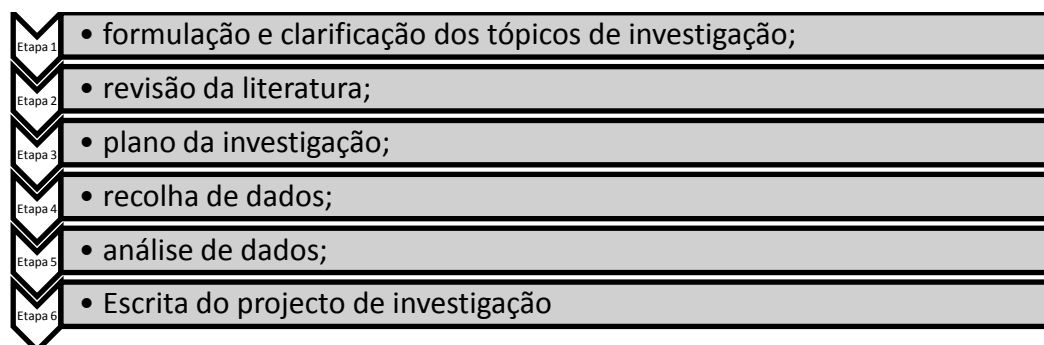 Etapa 1 • formulação e clarificação dos tópicos de investigação;
Etapa 2 • revisão da literatura;
Etapa 3 • plano da investigação;
Etapa 4 • recolha de dados;
Etapa 5 • análise de dados;
Etapa 6 • Escrita do projecto de investigação